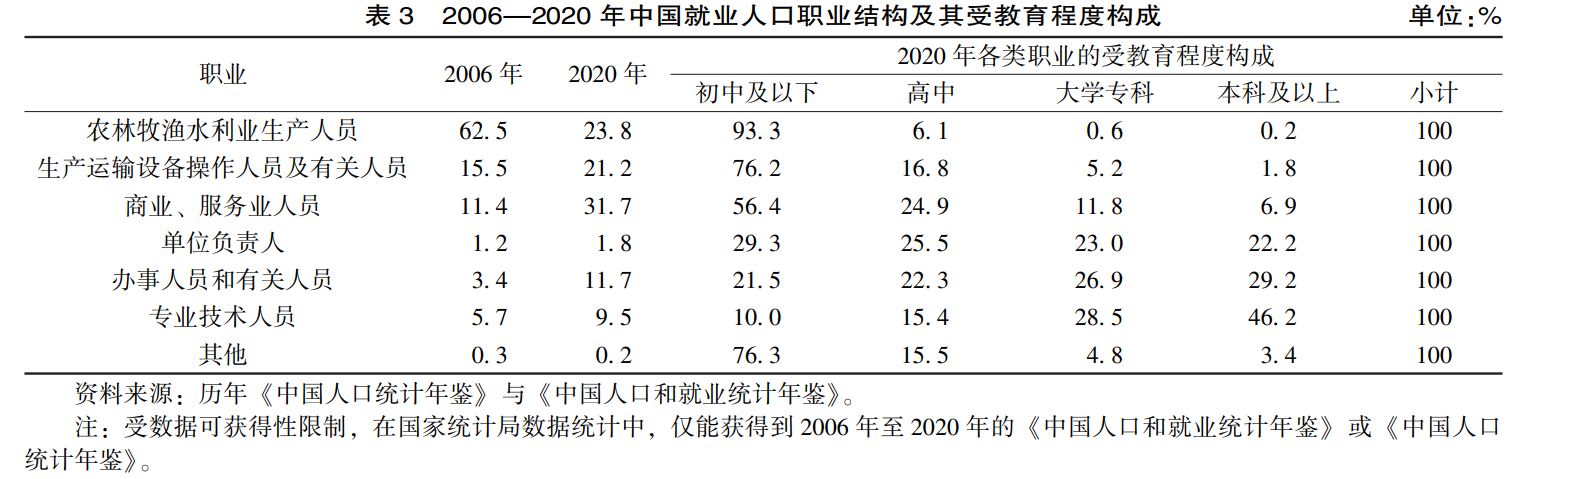 表 3 2006—2020 年中国就业人口职业结构及其受教育程度构成 单位:%
职业 2006 年 2020 年 2020 年各类职业的受教育程度构成
初中及以下 高中 大学专科 本科及以上 小计
农林牧渔水利业生产人员 62.5 23.8 93.3 6.1 0.6 0.2 100
生产运输设备操作人员及有关人员 15.5 21.2 76.2 16.8 5.2 1.8 100
商业、服务业人员 11.4 31.7 56.4 24.9 11.8 6.9 100
单位负责人 1.2 1.8 29.3 25.5 23.0 22.2 100
办事人员和有关人员 3.4 11.7 21.5 22.3 26.9 29.2 100
专业技术人员 5.7 9.5 10.0 15.4 28.5 46.2 100
其他 0.3 0.2 76.3 15.5 4.8 3.4 100
资料来源: 历年《中国人口统计年鉴》与《中国人口和就业统计年鉴》。
注: 受数据可获得性限制, 在国家统计局数据统计中, 仅能获得到 2006 年至 2020 年的《中国人口和就业统计年鉴》或《中国人口
统计年鉴》。